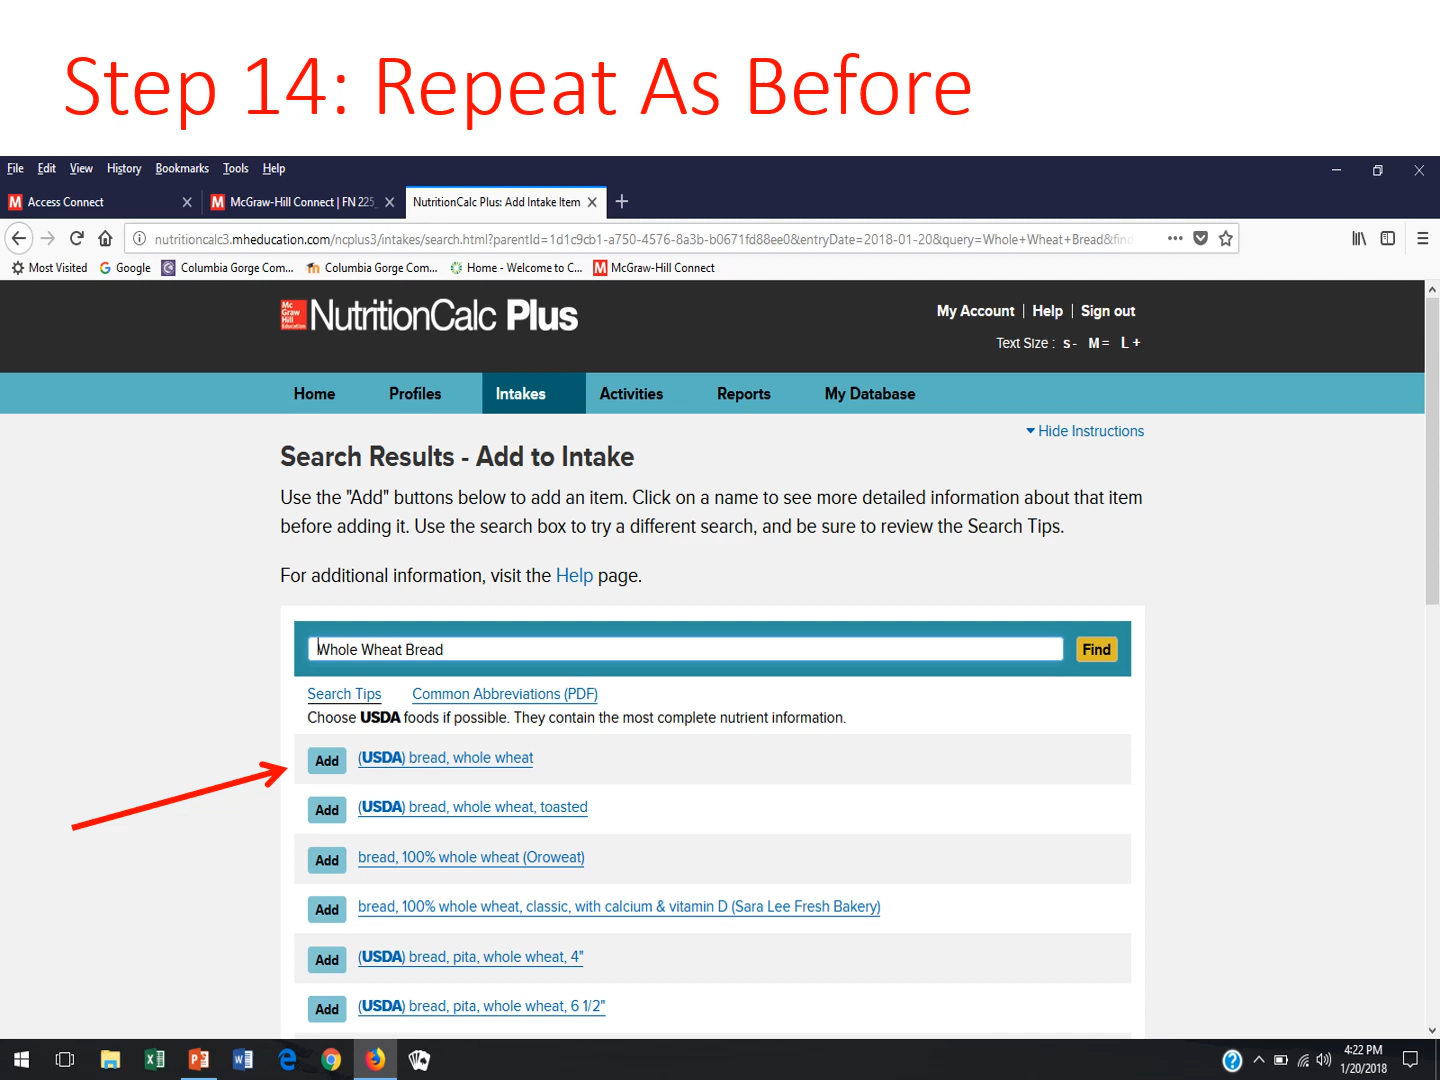 Step 14: Repeat As Before
File Edit View History Bookmarks Tools Help
Access Connect
McGraw-Hill Connect | FN 225_
NutritionCalc Plus: Add Intake Item
nutritioncalc3.mheducation.com/ncplus3/intakes/search.html?parentId=1d1c9cb1-a750-4576-8a3b-b0671fd88ee0&entryDate=2018-01-20&query=Whole+Wheat+Bread&find
Most Visited Google Columbia Gorge Com... Columbia Gorge Com... Home - Welcome to C... McGraw-Hill Connect
Mc Graw Hill Education NutritionCalc Plus
My Account | Help | Sign out
Text Size : s- M= L+
Home Profiles Intakes Activities Reports My Database
Hide Instructions
Search Results - Add to Intake
Use the "Add" buttons below to add an item. Click on a name to see more detailed information about that item
before adding it. Use the search box to try a different search, and be sure to review the Search Tips.
For additional information, visit the Help page.
Whole Wheat Bread Find
Search Tips Common Abbreviations (PDF)
Choose USDA foods if possible. They contain the most complete nutrient information.
Add (USDA) bread, whole wheat
Add (USDA) bread, whole wheat, toasted
Add bread, 100% whole wheat (Oroweat)
Add bread, 100% whole wheat, classic, with calcium & vitamin D (Sara Lee Fresh Bakery)
Add (USDA) bread, pita, whole wheat, 4"
Add (USDA) bread, pita, whole wheat, 6 1/2"
4:22 PM
1/20/2018